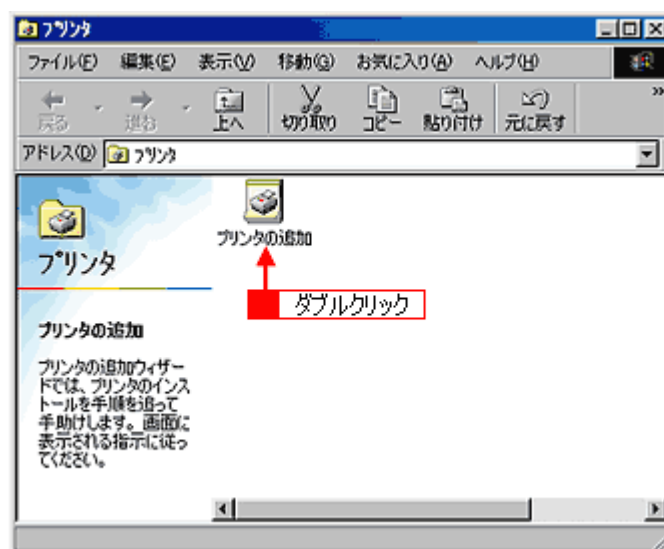 プリンタ
ファイル(F) 編集(E) 表示(V) 移動(G) お気に入り(A) ヘルプ(H)
戻る 進む 上へ 切り取り コピー 貼り付け 元に戻す
アドレス(D) プリンタ
プリンタの追加
プリンタ
ダブルクリック
プリンタの追加
プリンタの追加ウィザー
ドでは、プリンタのインス
トールを手順を追って
手助けします。画面に
表示される指示に従っ
てください。